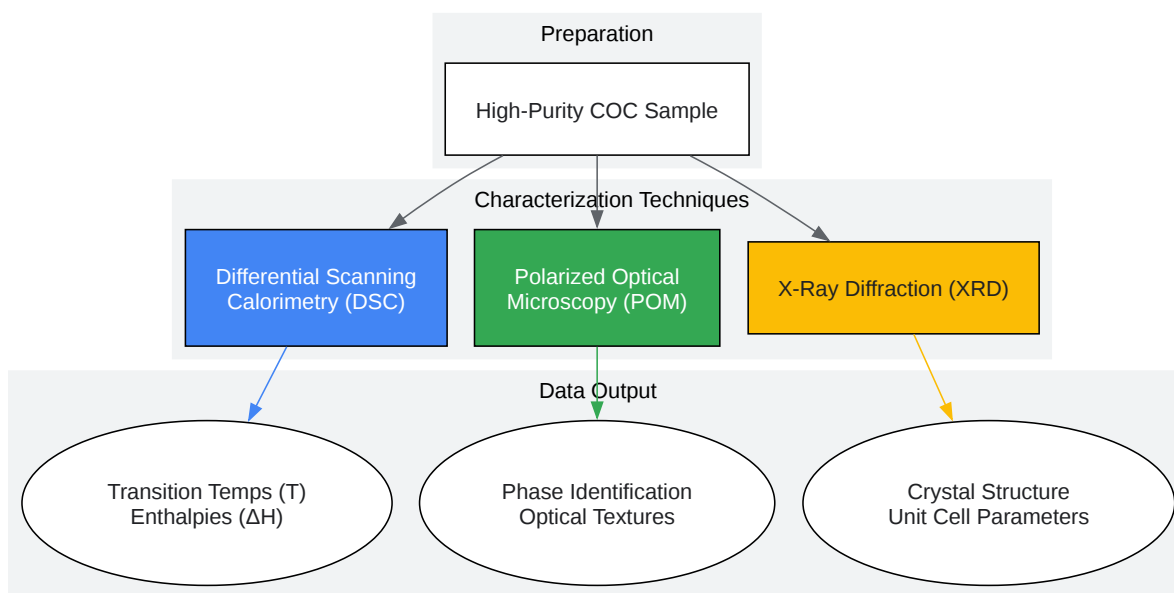 Preparation
High-Purity COC Sample
Characterization Techniques
Differential Scanning
Calorimetry (DSC)
Polarized Optical
Microscopy (POM)
X-Ray Diffraction (XRD)
Data Output
Transition Temps (T)
Enthalpies (ΔH)
Phase Identification
Optical Textures
Crystal Structure
Unit Cell Parameters